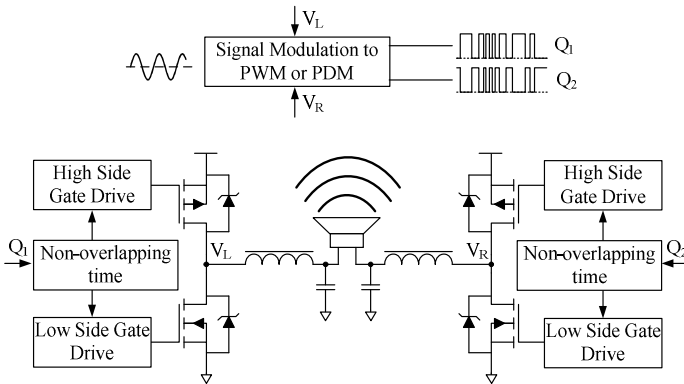 V_L
Signal Modulation to
PWM or PDM
Q_1
Q_2
V_R
High Side
Gate Drive
High Side
Gate Drive
Q_1
Non-overlapping
time
V_L
V_R
Non-overlapping
time
Q_2
Low Side Gate
Drive
Low Side Gate
Drive